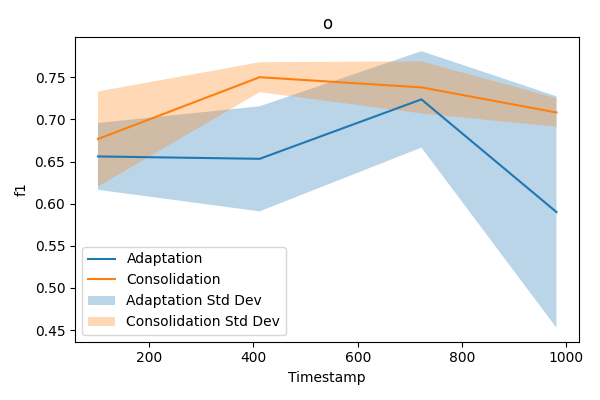 o
f1
0.75
0.70
0.65
0.60
0.55
0.50
0.45
Adaptation
Consolidation
Adaptation Std Dev
Consolidation Std Dev
200
400
600
800
1000
Timestamp